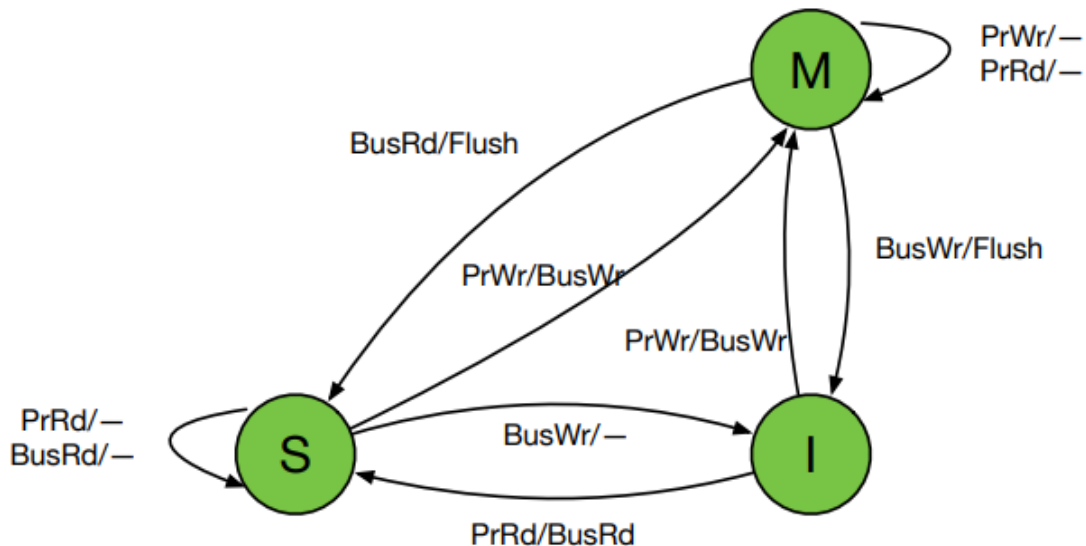 M
PrWr/—
PrRd/—
BusRd/Flush
PrWr/BusWr
BusWr/Flush
PrWr/BusWr
PrRd/—
BusRd/—
S
BusWr/—
I
PrRd/BusRd